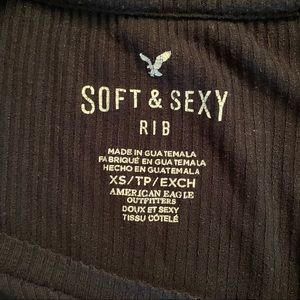 SOFT & SEXY
RIB
MADE IN GUATEMALA
FABRIQUÉ EN GUATEMALA
HECHO EN GUATEMALA
XS/TP/EXCH
AMERICAN EAGLE
OUTFITTERS
DOUX ET SEXY
TISSU CÔTELÉ